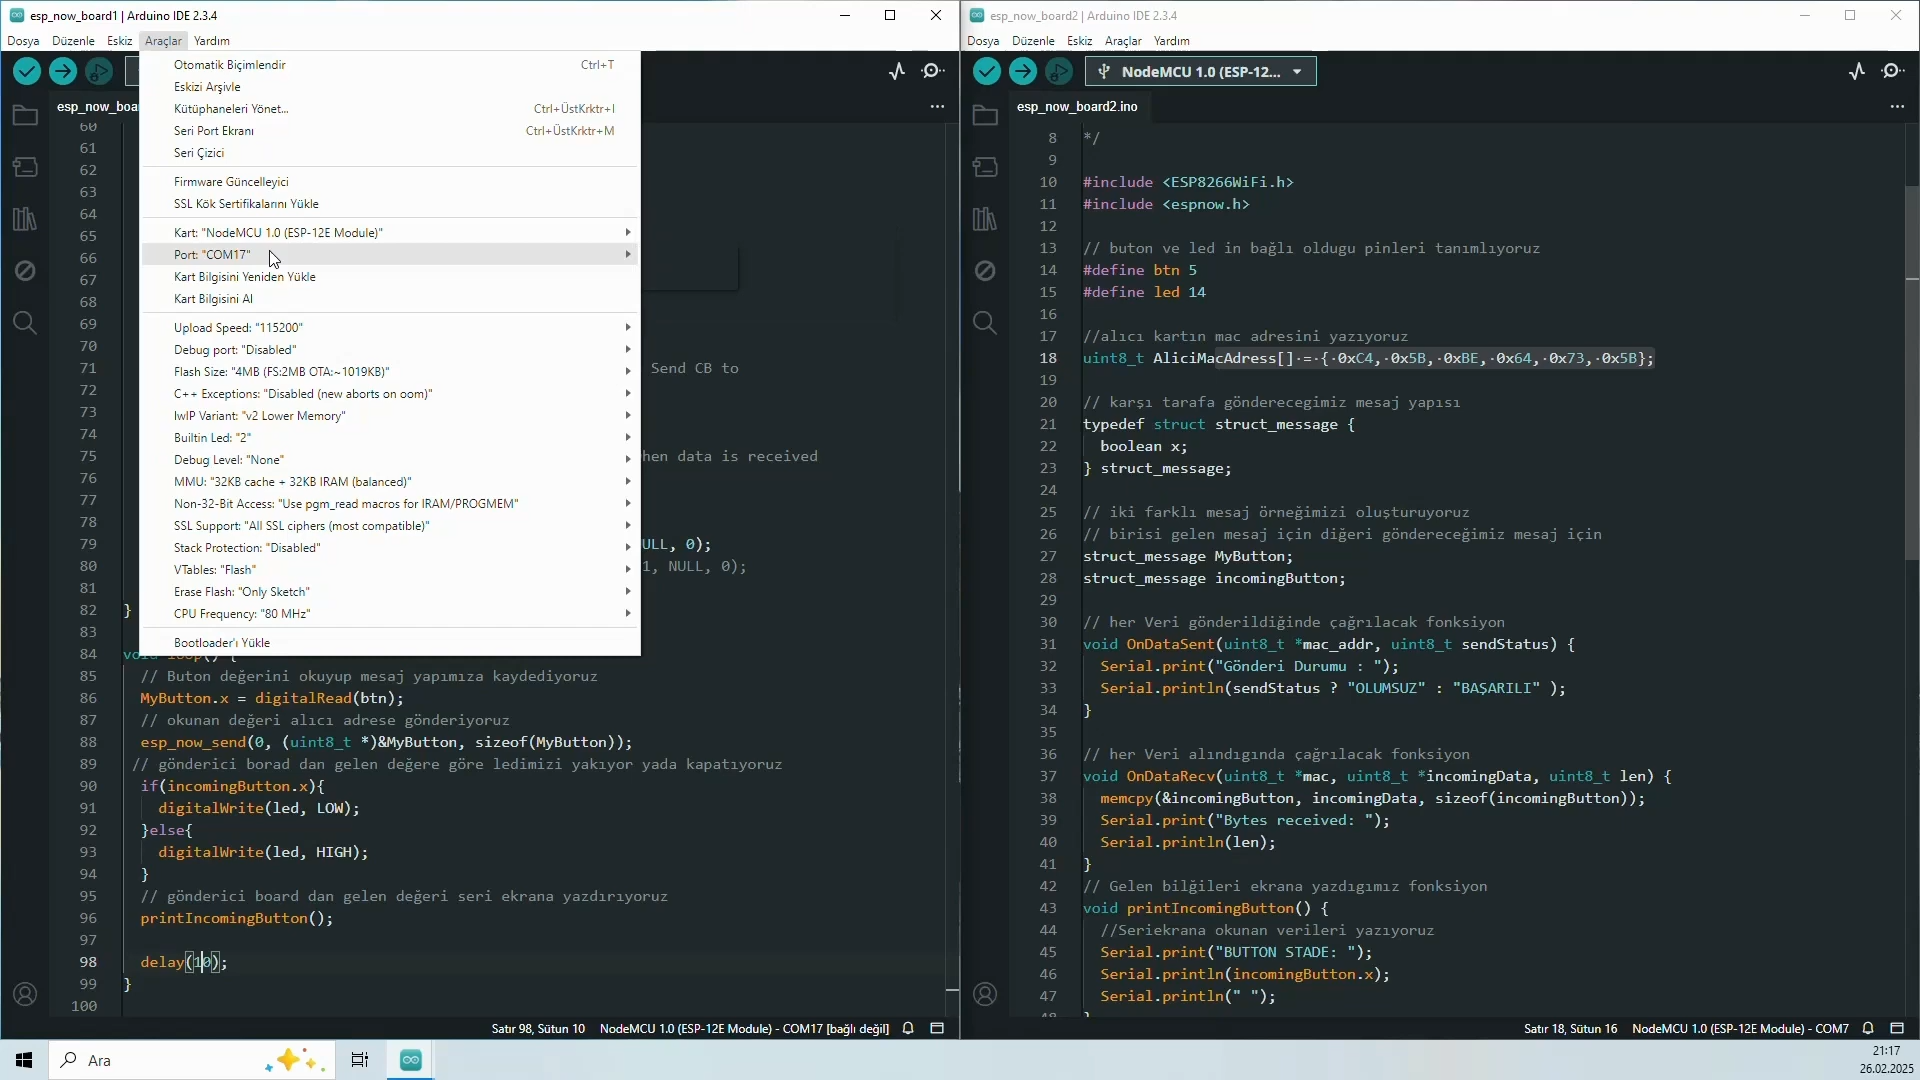 esp_now_board1 | Arduino IDE 2.3.4
Dosya Düzenle Eskiz Araçlar Yardım
esp_now_boa
Otomatik Biçimlendir Ctrl+T
Eskizi Arşivle
Kütüphaneleri Yönet... Ctrl+ÜstKrktr+I
Seri Port Ekranı Ctrl+ÜstKrktr+M
Seri Çizici
Firmware Güncelleyici
SSL Kök Sertifikalarını Yükle
Kart: "NodeMCU 1.0 (ESP-12E Module)"
Port: "COM17"
Kart Bilgisini Yeniden Yükle
Kart Bilgisini Al
Upload Speed: "115200"
Debug port: "Disabled"
Flash Size: "4MB (FS:2MB OTA:~1019KB)"
C++ Exceptions: "Disabled (new aborts on oom)"
lwIP Variant: "v2 Lower Memory"
Builtin Led: "2"
Debug Level: "None"
MMU: "32KB cache + 32KB IRAM (balanced)"
Non-32-Bit Access: "Use pgm_read macros for IRAM/PROGMEM"
SSL Support: "All SSL ciphers (most compatible)"
Stack Protection: "Disabled"
VTables: "Flash"
Erase Flash: "Only Sketch"
CPU Frequency: "80 MHz"
Bootloader'ı Yükle
60
61
62
63
64
65
66
67
68
69
70
71 Send CB to
72
73
74
75 hen data is received
76
77
78
79 ULL, 0);
80 1, NULL, 0);
81
82 }
83
84 void loop() {
85 // Buton değerini okuyup mesaj yapımıza kaydediyoruz
86 MyButton.x = digitalRead(btn);
87 // okunan değeri alıcı adrese gönderiyoruz
88 esp_now_send(0, (uint8_t *)&MyButton, sizeof(MyButton));
89 // gönderici borad dan gelen değere göre ledimizi yakıyor yada kapatıyoruz
90 if(incomingButton.x){
91 digitalWrite(led, LOW);
92 }else{
93 digitalWrite(led, HIGH);
94 }
95 // gönderici board dan gelen değeri seri ekrana yazdırıyoruz
96 printIncomingButton();
97
98 delay(10);
99 }
100
Satır 98, Sütun 10 NodeMCU 1.0 (ESP-12E Module) - COM17 [bağlı değil]
esp_now_board2 | Arduino IDE 2.3.4
Dosya Düzenle Eskiz Araçlar Yardım
NodeMCU 1.0 (ESP-12...
esp_now_board2.ino
8 */
9
10 #include <ESP8266WiFi.h>
11 #include <espnow.h>
12
13 // buton ve led in bağlı oldugu pinleri tanımlıyoruz
14 #define btn 5
15 #define led 14
16
17 //alıcı kartın mac adresini yazıyoruz
18 uint8_t AliciMacAdress[]·=·{·0xC4,·0x5B,·0xBE,·0x64,·0x73,·0x5B};
19
20 // karşı tarafa gönderecegimiz mesaj yapısı
21 typedef struct struct_message {
22 boolean x;
23 } struct_message;
24
25 // iki farklı mesaj örneğimizi oluşturuyoruz
26 // birisi gelen mesaj için diğeri göndereceğimiz mesaj için
27 struct_message MyButton;
28 struct_message incomingButton;
29
30 // her Veri gönderildiğinde çağrılacak fonksiyon
31 void OnDataSent(uint8_t *mac_addr, uint8_t sendStatus) {
32 Serial.print("Gönderi Durumu : ");
33 Serial.println(sendStatus ? "OLUMSUZ" : "BAŞARILI" );
34 }
35
36 // her Veri alındıgında çağrılacak fonksiyon
37 void OnDataRecv(uint8_t *mac, uint8_t *incomingData, uint8_t len) {
38 memcpy(&incomingButton, incomingData, sizeof(incomingButton));
39 Serial.print("Bytes received: ");
40 Serial.println(len);
41 }
42 // Gelen bilğileri ekrana yazdıgımız fonksiyon
43 void printIncomingButton() {
44 //Seriekrana okunan verileri yazıyoruz
45 Serial.print("BUTTON STADE: ");
46 Serial.println(incomingButton.x);
47 Serial.println(" ");
Satır 18, Sütun 16 NodeMCU 1.0 (ESP-12E Module) - COM7
Ara
21:17
26.02.2025